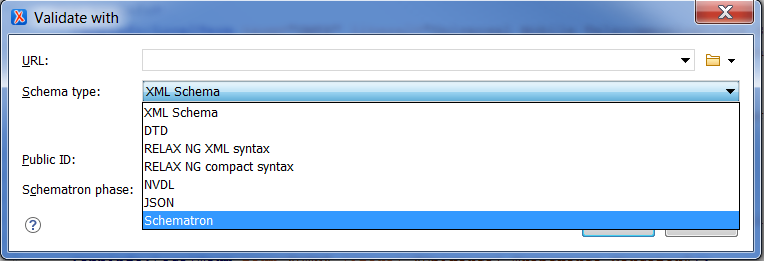 Validate with
URL:
Schema type: XML Schema
XML Schema
DTD
RELAX NG XML syntax
RELAX NG compact syntax
Public ID:
NVDL
Schematron phase:
JSON
Schematron
?